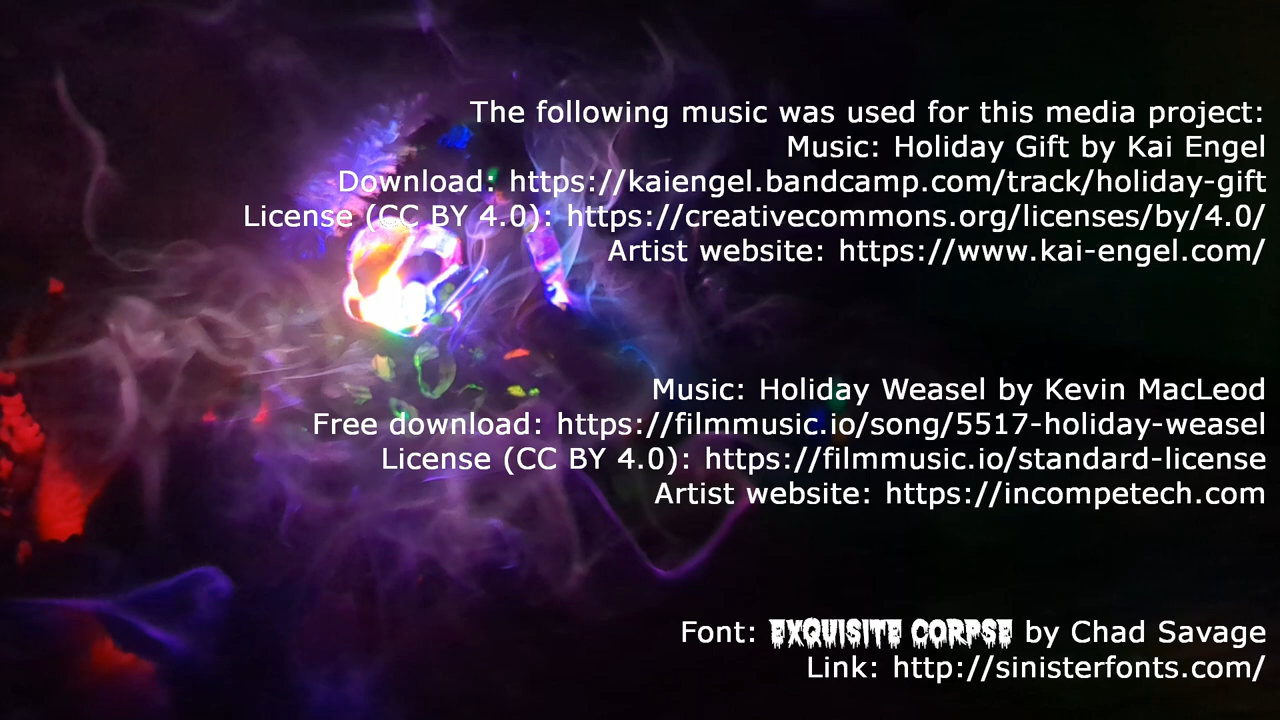 The following music was used for this media project:
Music: Holiday Gift by Kai Engel
Download: https://kaiengel.bandcamp.com/track/holiday-gift
License (CC BY 4.0): https://creativecommons.org/licenses/by/4.0/
Artist website: https://www.kai-engel.com/
Music: Holiday Weasel by Kevin MacLeod
Free download: https://filmmusic.io/song/5517-holiday-weasel
License (CC BY 4.0): https://filmmusic.io/standard-license
Artist website: https://incompetech.com
Font: EXQUISITE CORPSE by Chad Savage
Link: http://sinisterfonts.com/